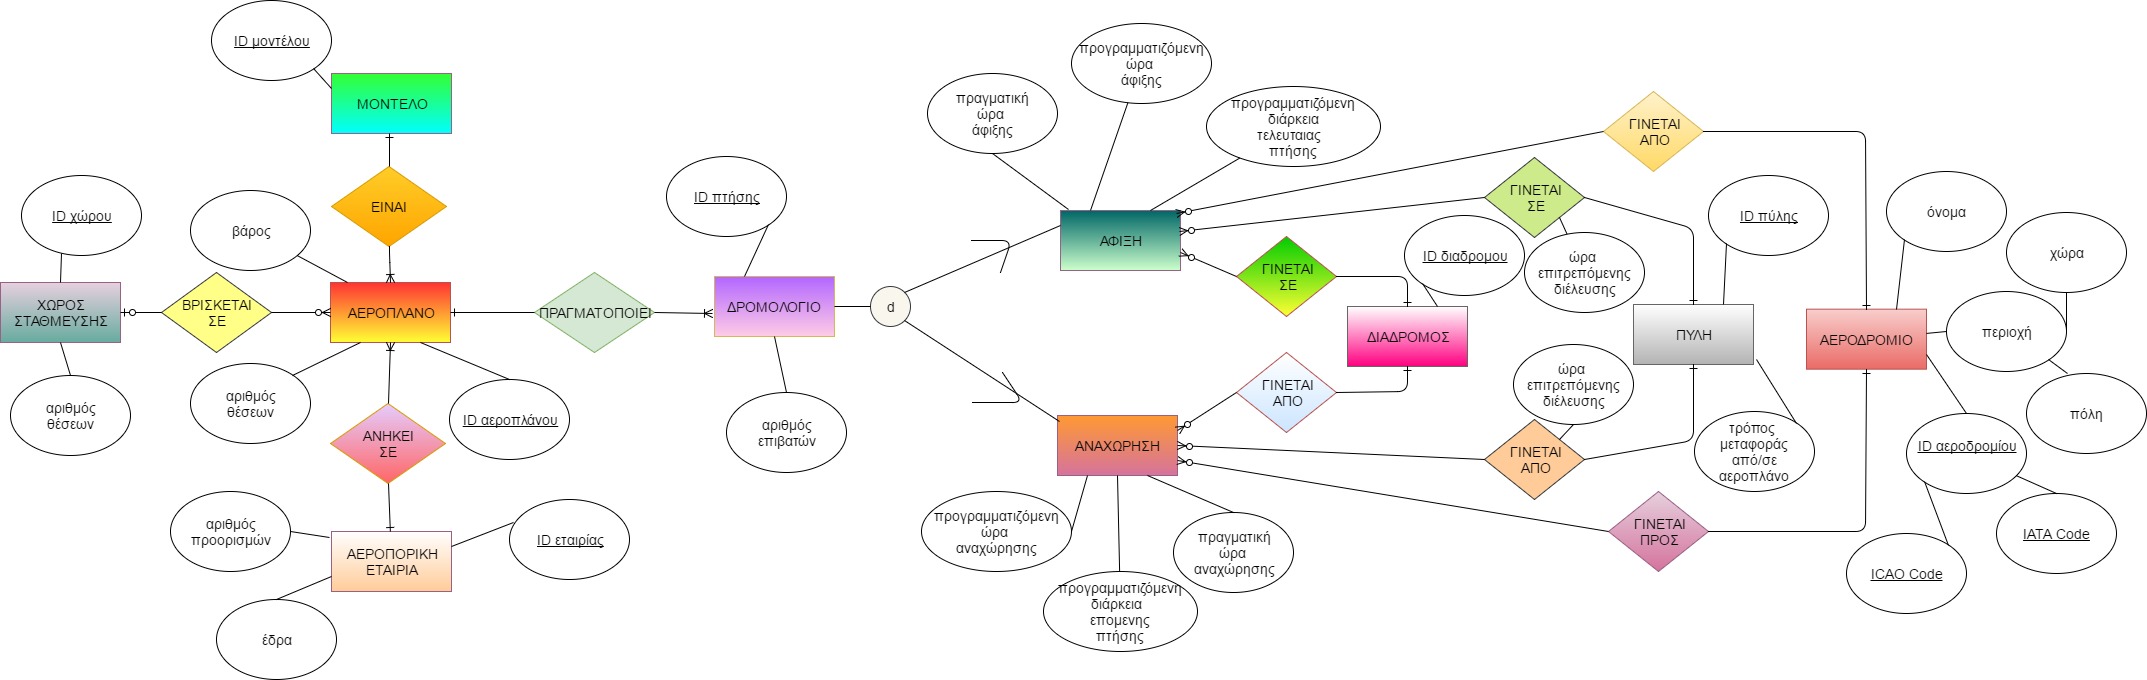 ID μοντέλου
ΜΟΝΤΕΛΟ
ΕΙΝΑΙ
ID χώρου
βάρος
ΧΩΡΟΣ
ΣΤΑΘΜΕΥΣΗΣ
ΒΡΙΣΚΕΤΑΙ
ΣΕ
ΑΕΡΟΠΛΑΝΟ
αριθμός
θέσεων
αριθμός
θέσεων
ID αεροπλάνου
ΑΝΗΚΕΙ
ΣΕ
αριθμός
προορισμών
ΑΕΡΟΠΟΡΙΚΗ
ΕΤΑΙΡΙΑ
ID εταιρίας
έδρα
ΠΡΑΓΜΑΤΟΠΟΙΕΙ
ID πτήσης
ΔΡΟΜΟΛΟΓΙΟ
αριθμός
επιβατών
d
πραγματική
ώρα
άφιξης
προγραμματιζόμενη
ώρα
άφιξης
προγραμματιζόμενη
διάρκεια
τελευταιας
πτήσης
ΑΦΙΞΗ
ΓΙΝΕΤΑΙ
ΑΠΟ
ΓΙΝΕΤΑΙ
ΣΕ
ώρα
επιτρεπόμενης
διέλευσης
ΓΙΝΕΤΑΙ
ΣΕ
ID διαδρομου
ΔΙΑΔΡΟΜΟΣ
ΓΙΝΕΤΑΙ
ΑΠΟ
ID πύλης
ΠΥΛΗ
ώρα
επιτρεπόμενης
διέλευσης
ΓΙΝΕΤΑΙ
ΑΠΟ
τρόπος
μεταφοράς
από/σε
αεροπλάνο
ΑΝΑΧΩΡΗΣΗ
προγραμματιζόμενη
ώρα
αναχώρησης
προγραμματιζόμενη
διάρκεια
επομενης
πτήσης
πραγματική
ώρα
αναχώρησης
ΓΙΝΕΤΑΙ
ΠΡΟΣ
όνομα
χώρα
περιοχή
πόλη
ΑΕΡΟΔΡΟΜΙΟ
ID αεροδρομίου
IATA Code
ICAO Code